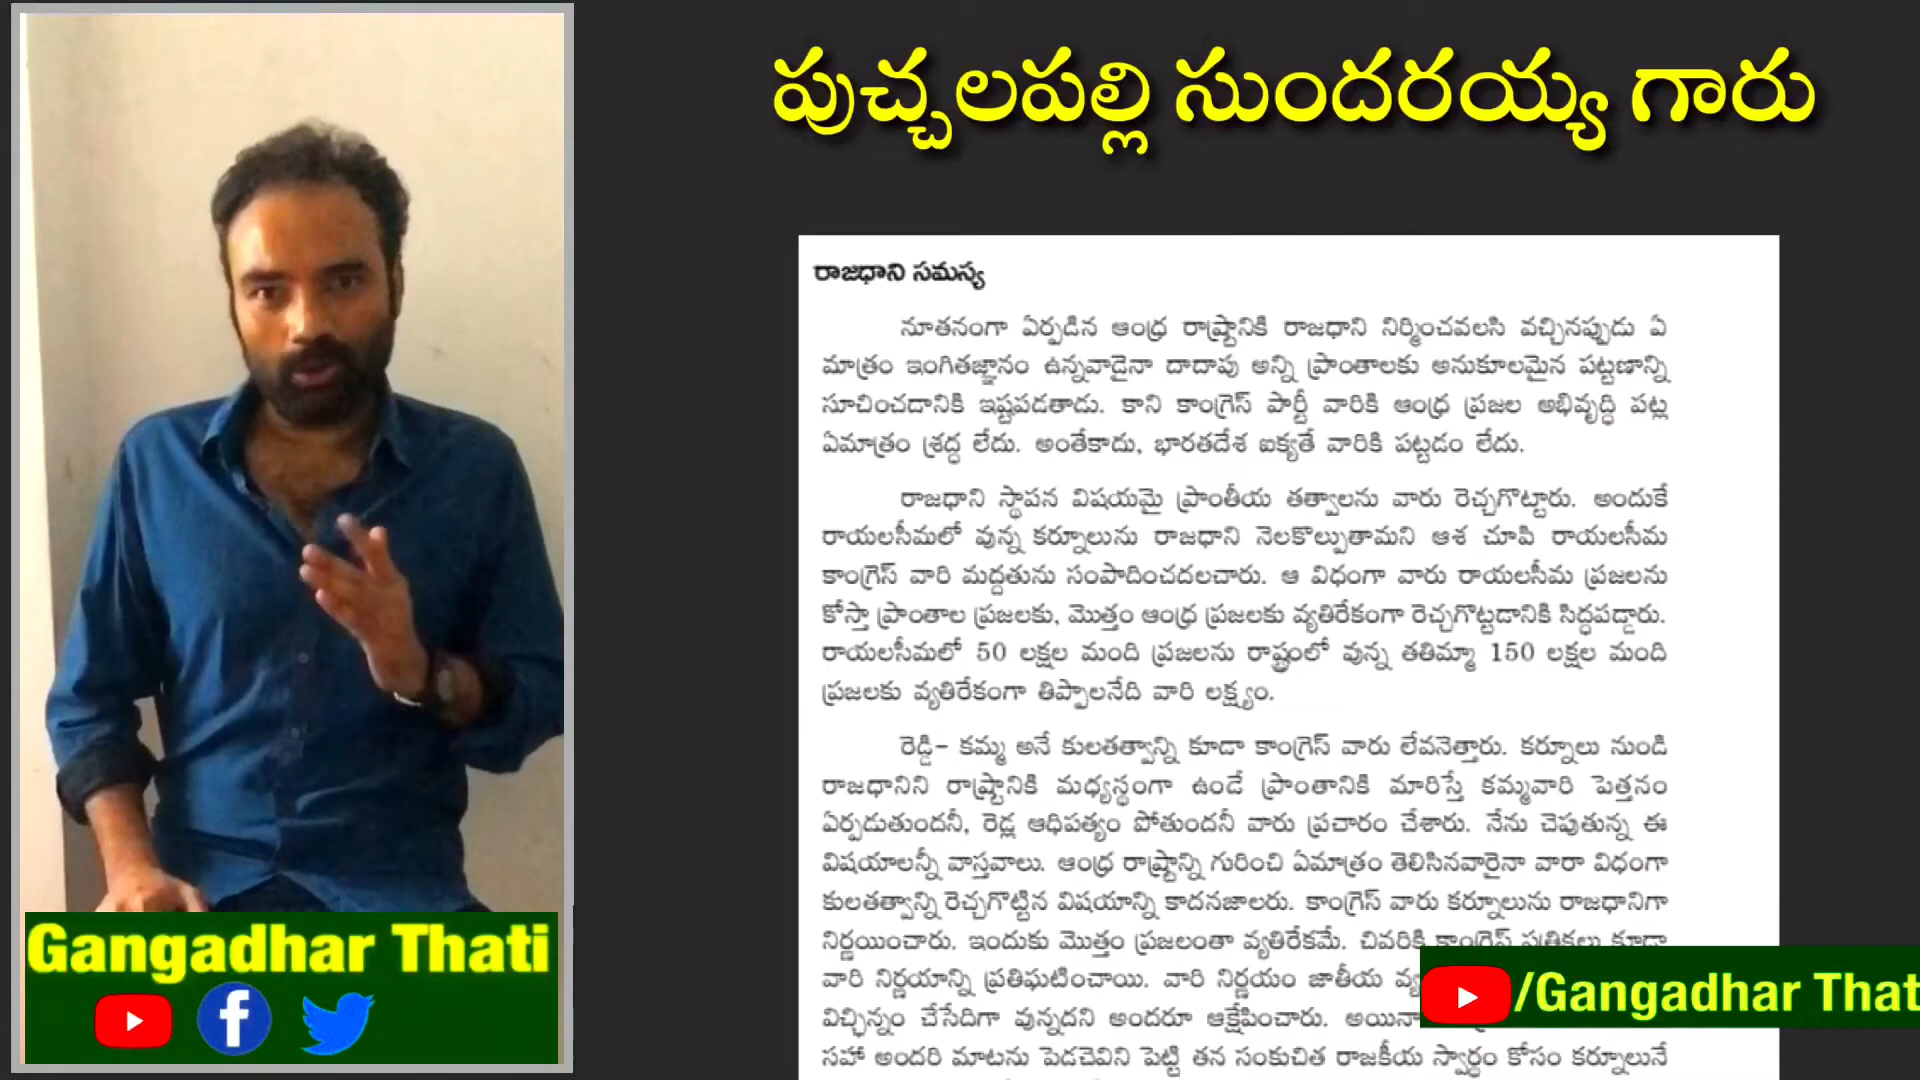 పుచ్చలపల్లి సుందరయ్య గారు
రాజధాని సమస్య
నూతనంగా ఏర్పడిన ఆంధ్ర రాష్ట్రానికి రాజధాని నిర్మించవలసి వచ్చినప్పుడు ఏ
మాత్రం ఇంగితజ్ఞానం ఉన్నవాడైనా దాదాపు అన్ని ప్రాంతాలకు అనుకూలమైన పట్టణాన్ని
సూచించదానికి ఇష్టపడతాడు. కాని కాంగ్రెస్ పార్టీ వారికి ఆంధ్ర ప్రజల అభివృద్ధి పట్ల
ఏమాత్రం శ్రద్ధ లేదు. అంతేకాదు, భారతదేశ ఐక్యతే వారికి పట్టడం లేదు.
రాజధాని స్థాపన విషయమై ప్రాంతీయ తత్వాలను వారు రెచ్చగొట్టారు. అందుకే
రాయలసీమలో వున్న కర్నూలును రాజధాని నెలకొల్పుతామని ఆశ చూపి రాయలసీమ
కాంగ్రెస్ వారి మద్దతును సంపాదించదలచారు. ఆ విధంగా వారు రాయలసీమ ప్రజలను
కోస్తా ప్రాంతాల ప్రజలకు, మొత్తం ఆంధ్ర ప్రజలకు వ్యతిరేకంగా రెచ్చగొట్టడానికి సిద్ధపడ్డారు.
రాయలసీమలో 50 లక్షల మంది ప్రజలను రాష్ట్రంలో వున్న తతిమ్మా 150 లక్షల మంది
ప్రజలకు వ్యతిరేకంగా తిప్పాలనేది వారి లక్ష్యం.
రెడ్డి– కమ్మ అనే కులతత్వాన్ని కూడా కాంగ్రెస్ వారు లేవనెత్తారు. కర్నూలు నుండి
రాజధానిని రాష్ట్రానికి మధ్యస్థంగా ఉండే ప్రాంతానికి మారిస్తే కమ్మవారి పెత్తనం
ఏర్పడుతుందనీ, రెడ్ల ఆధిపత్యం పోతుందనీ వారు ప్రచారం చేశారు. నేను చెపుతున్న ఈ
విషయాలన్నీ వాస్తవాలు. ఆంధ్ర రాష్ట్రాన్ని గురించి ఏమాత్రం తెలిసినవారైనా వారా విధంగా
కులతత్వాన్ని రెచ్చగొట్టిన విషయాన్ని కాదనజాలరు. కాంగ్రెస్ వారు కర్నూలును రాజధానిగా
నిర్ణయించారు. ఇందుకు మొత్తం ప్రజలంతా వ్యతిరేకమే. చివరికి కాంగ్రెస్ పత్రికలు కూడా
వారి నిర్ణయాన్ని ప్రతిఘటించాయి. వారి నిర్ణయం జాతీయ
విచ్ఛిన్నం చేసేదిగా వున్నదని అందరూ ఆక్షేపించారు. అయినా
సహా అందరి మాటను పెడచెవిని పెట్టి తన సంకుచిత రాజకీయ స్వార్థం కోసం కర్నూలునే
Gangadhar Thati
/Gangadhar That